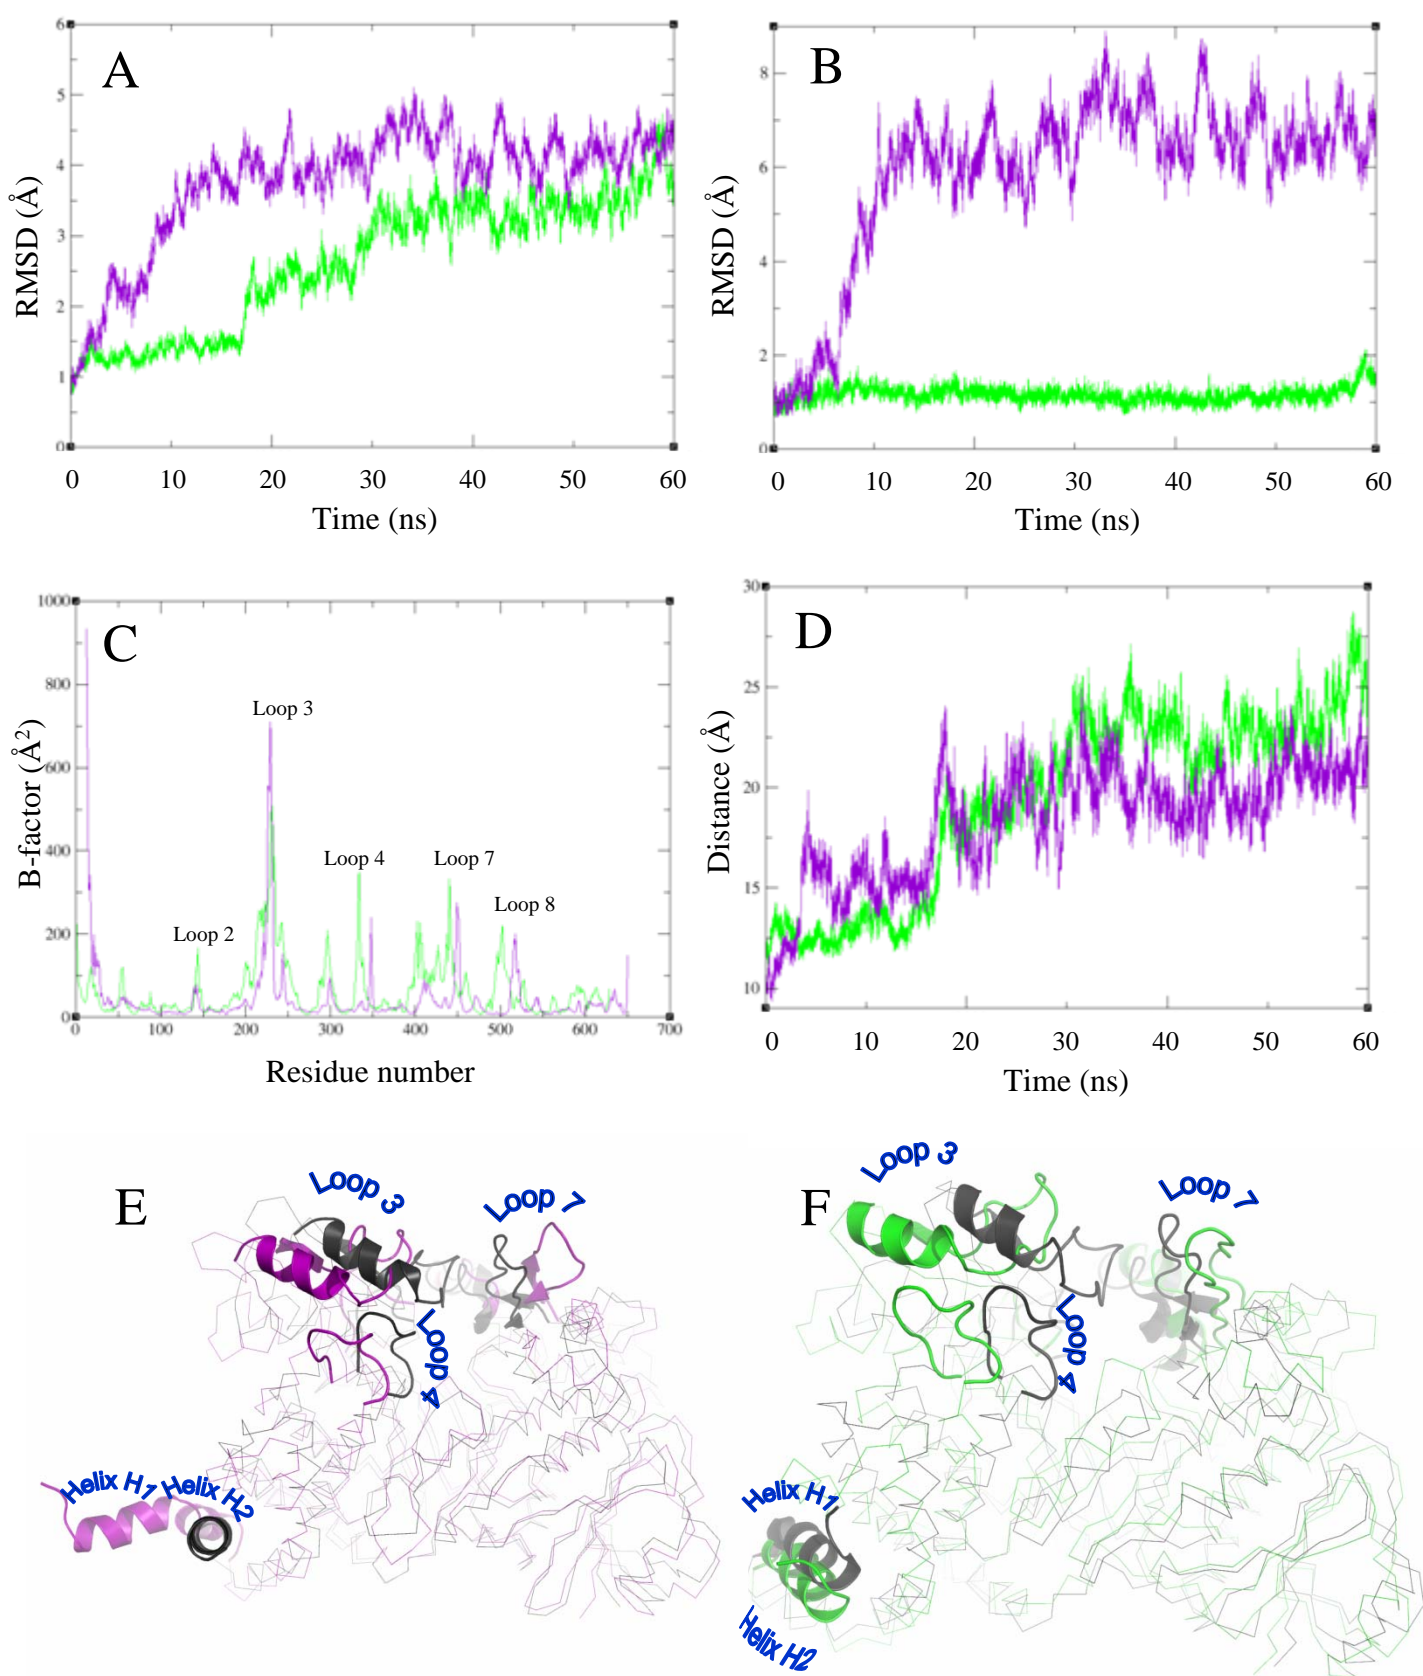 A
RMSD (Å)
6
5
4
3
2
1
0
0 10 20 30 40 50 60
Time (ns)
B
RMSD (Å)
8
6
4
2
0
0 10 20 30 40 50 60
Time (ns)
C
B-factor (Å²)
1000
800
600
400
200
0
Loop 3
Loop 4
Loop 7
Loop 8
Loop 2
0 100 200 300 400 500 600 700
Residue number
D
Distance (Å)
30
25
20
15
10
0 10 20 30 40 50 60
Time (ns)
E
Loop 3
Loop 7
Loop 4
Helix H1
Helix H2
F
Loop 3
Loop 7
Loop 4
Helix H1
Helix H2